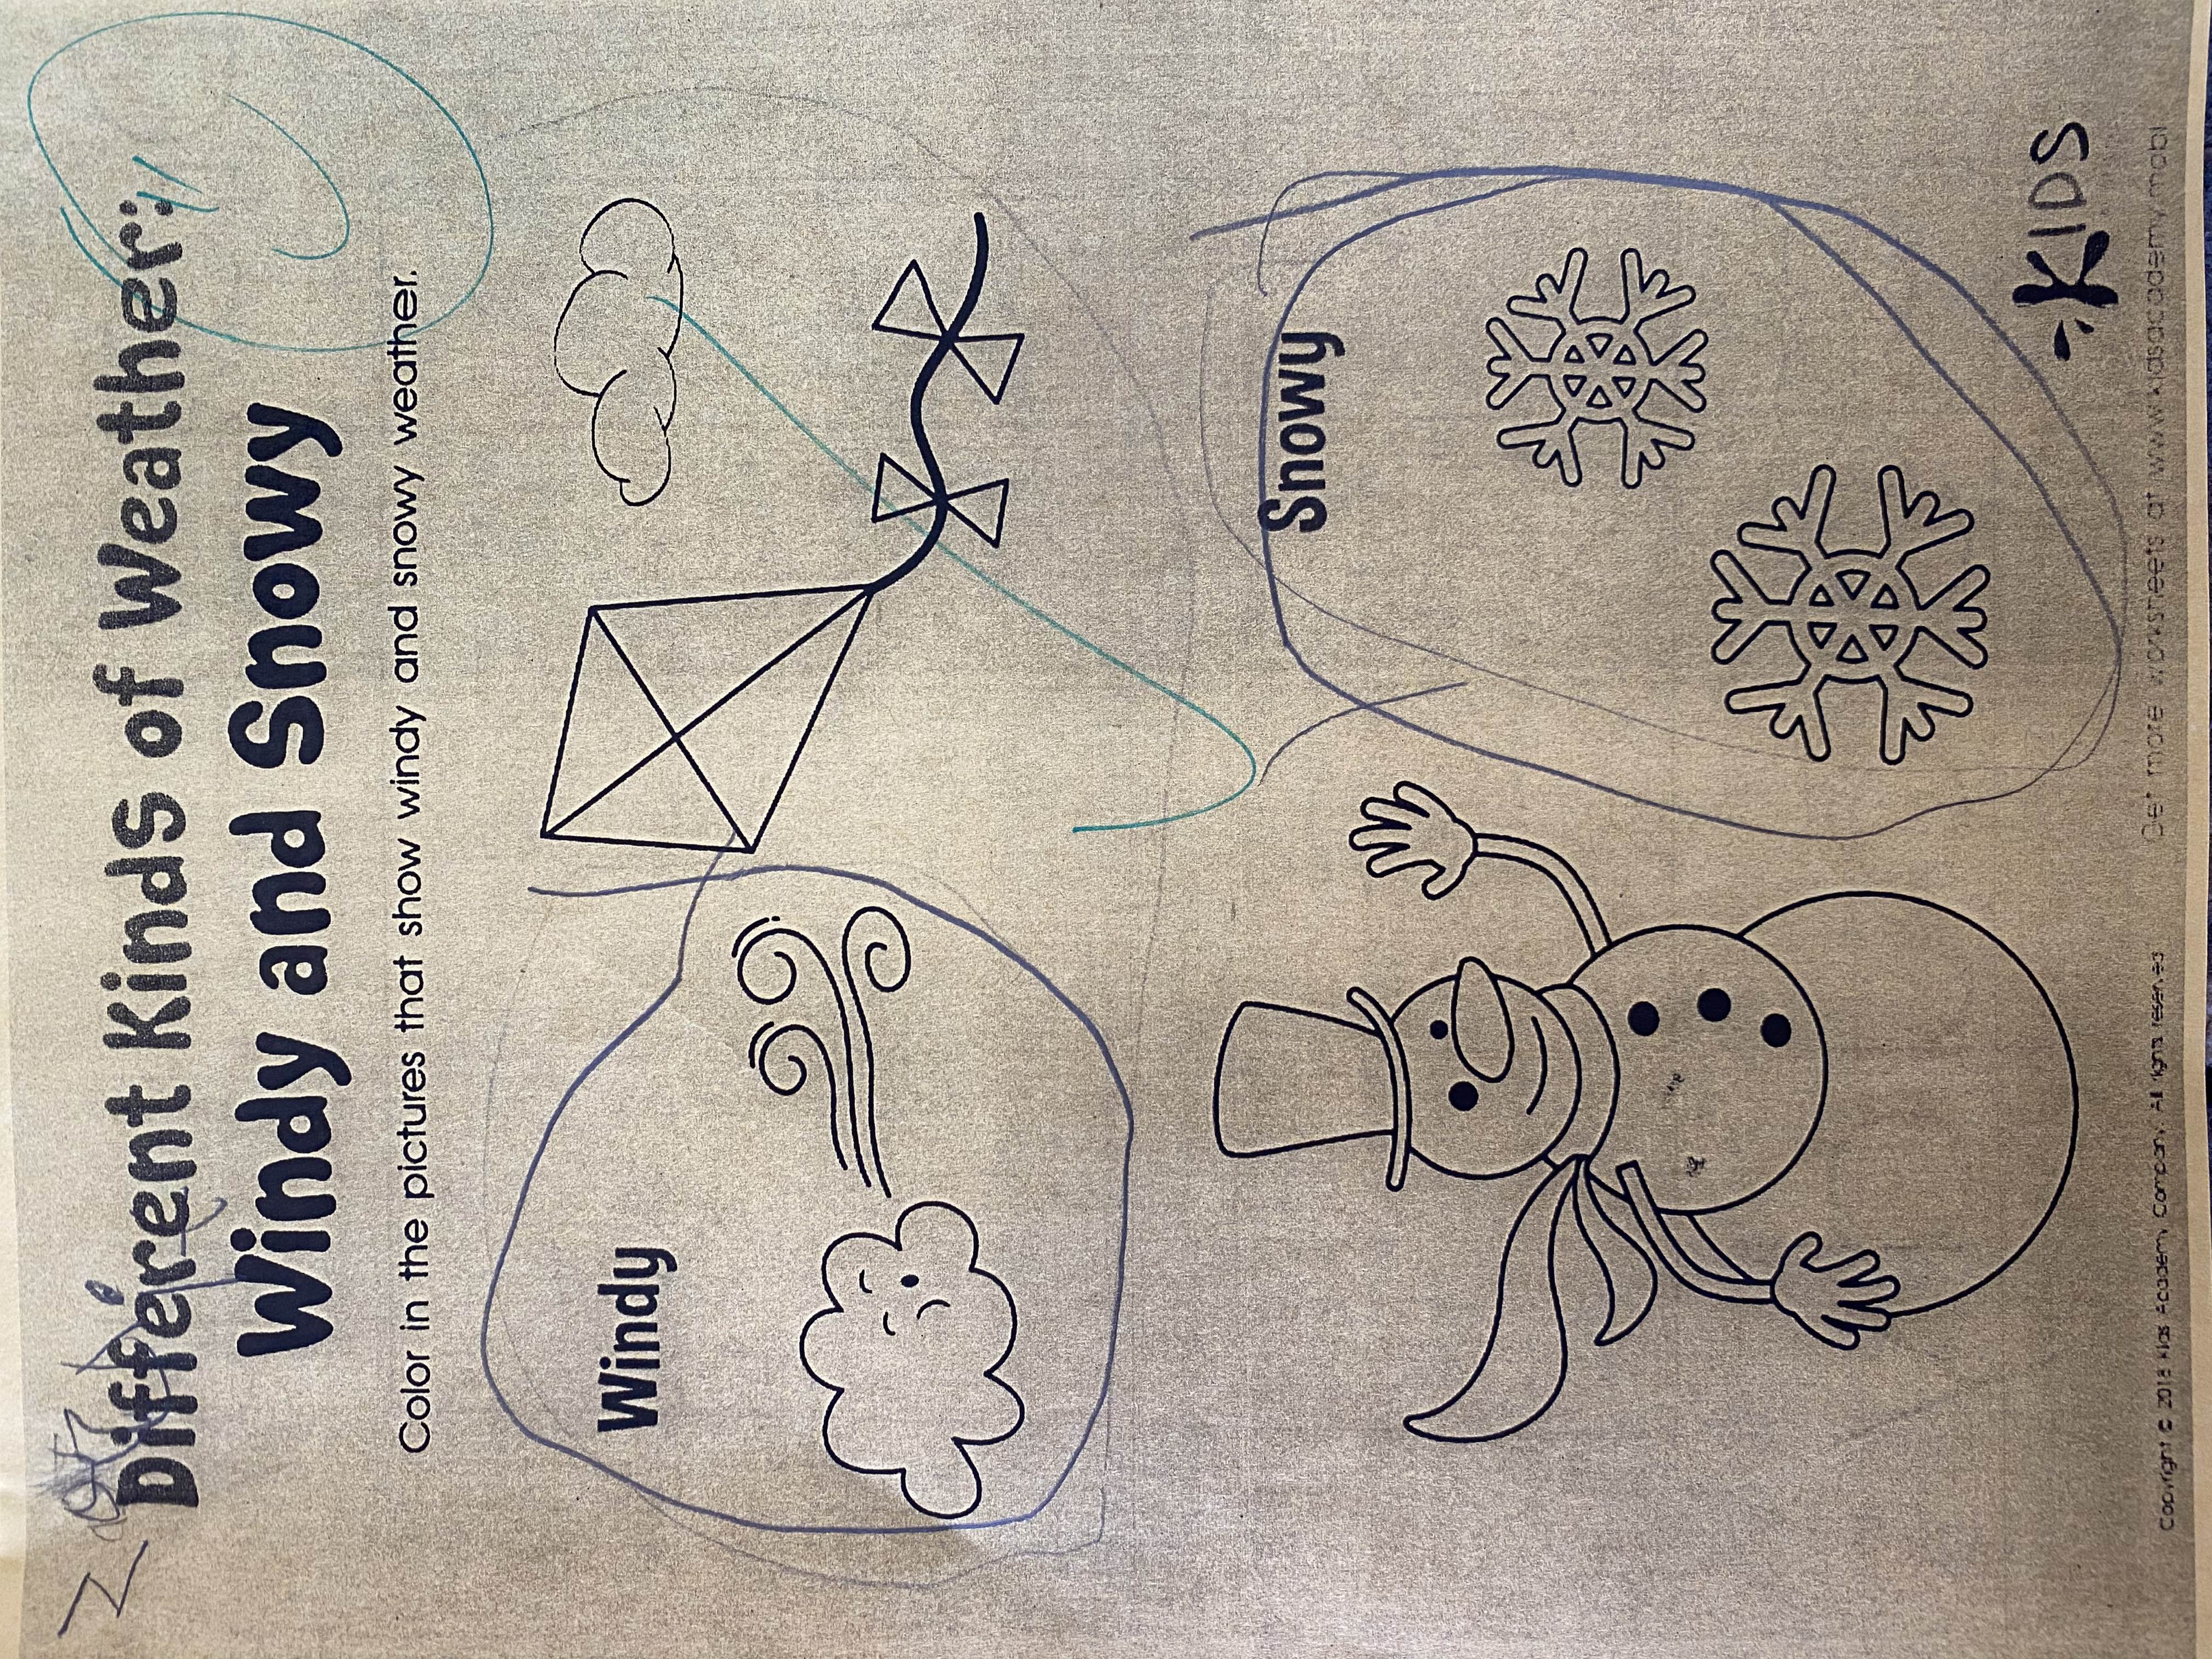 Different Kinds of Weather:
Windy and Snowy
Color in the pictures that show windy and snowy weather.
Windy
Snowy
KIDS
Copyright © 2018 Kids Academy Company. All rights reserved
Get more worksheets at www.kidsacademy.mobi